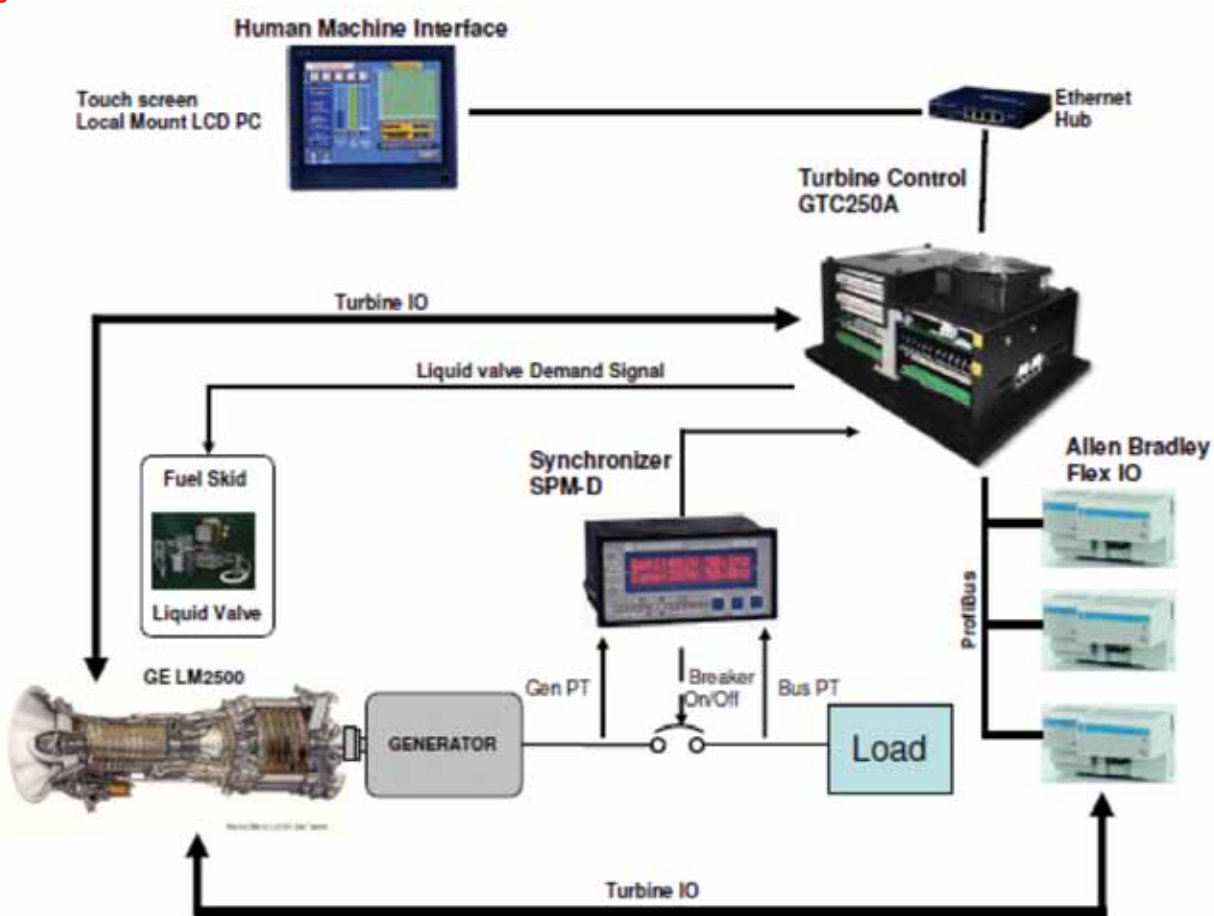 Human Machine Interface
Touch screen
Local Mount LCD PC
Ethernet
Hub
Turbine Control
GTC250A
Turbine IO
Liquid valve Demand Signal
Synchronizer
SPM-D
Allen Bradley
Flex IO
Fuel Skid
Liquid Valve
ProfiBus
GE LM2500
Gen PT
Breaker
On/Off
Bus PT
GENERATOR
Load
Turbine IO